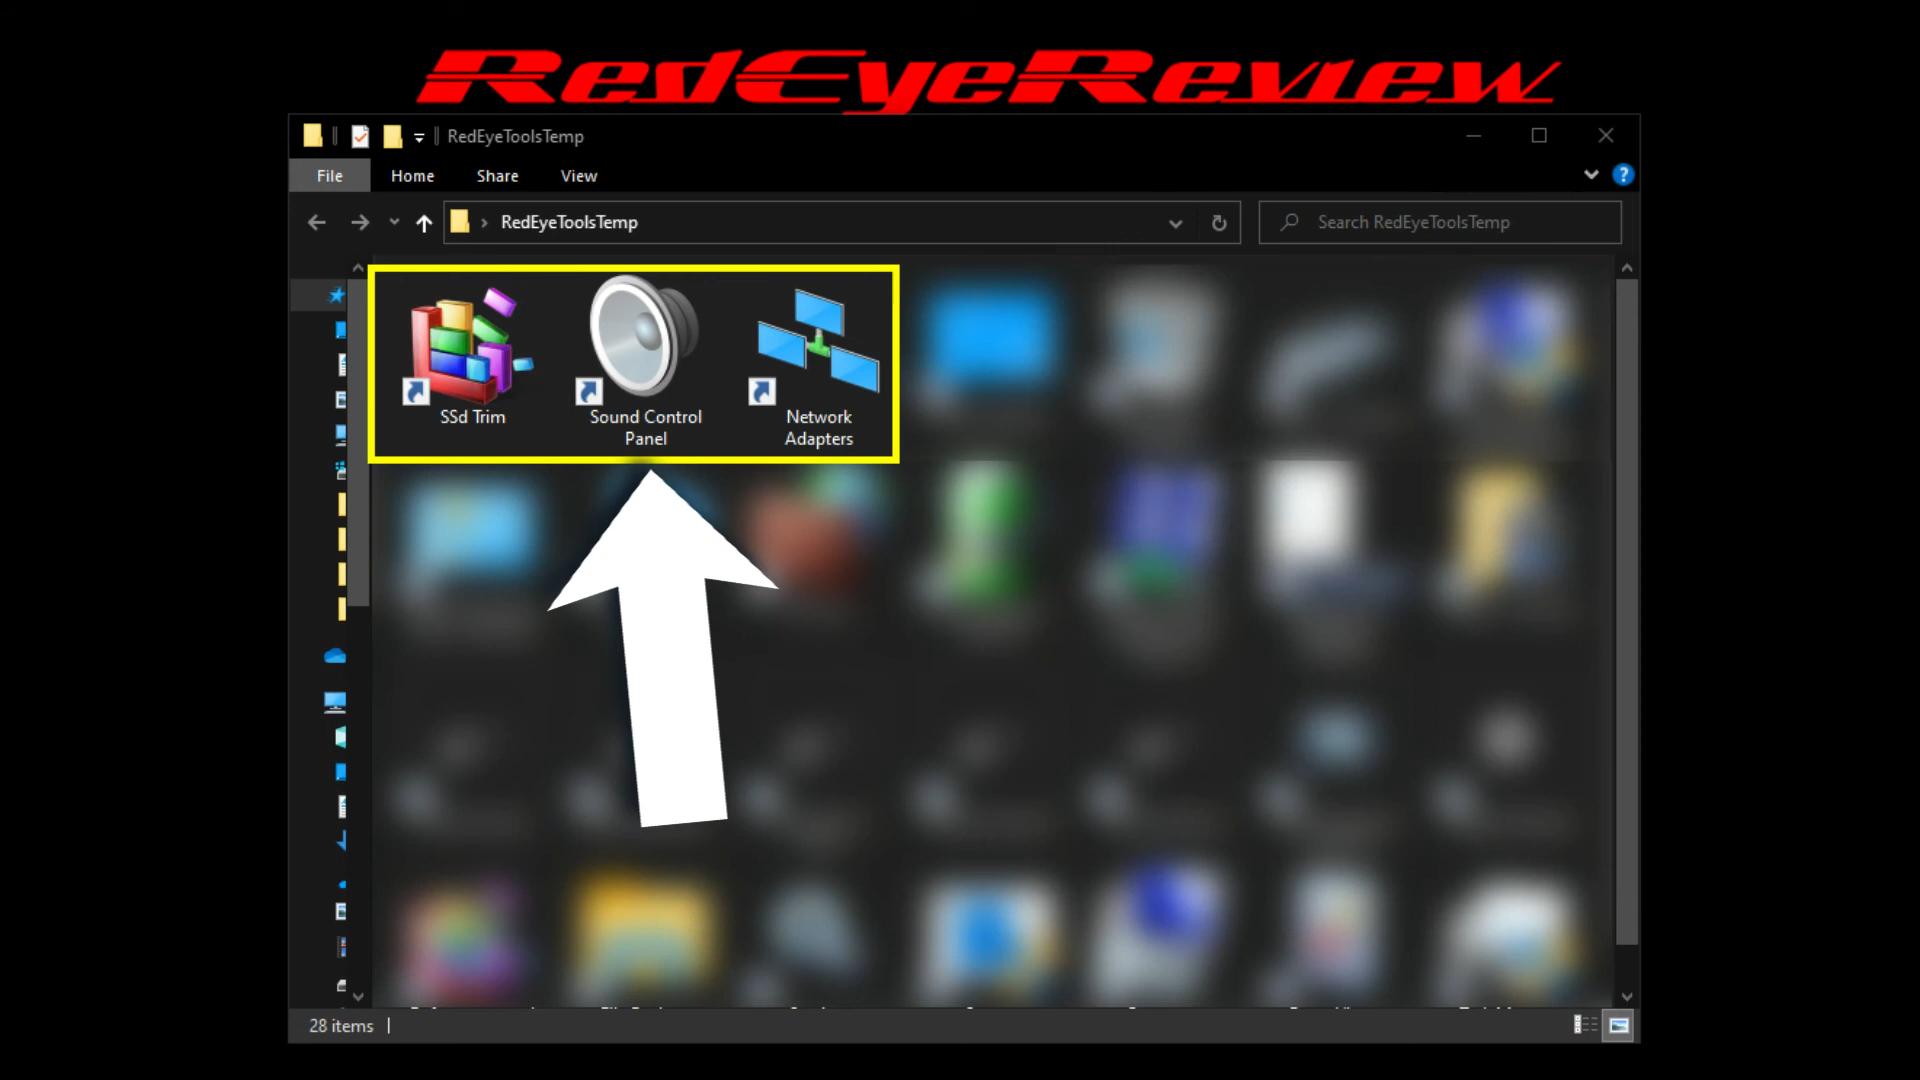 RedEyeReview
RedEyeToolsTemp
File Home Share View
RedEyeToolsTemp
Search RedEyeToolsTemp
SSd Trim
Sound Control
Panel
Network
Adapters
28 items